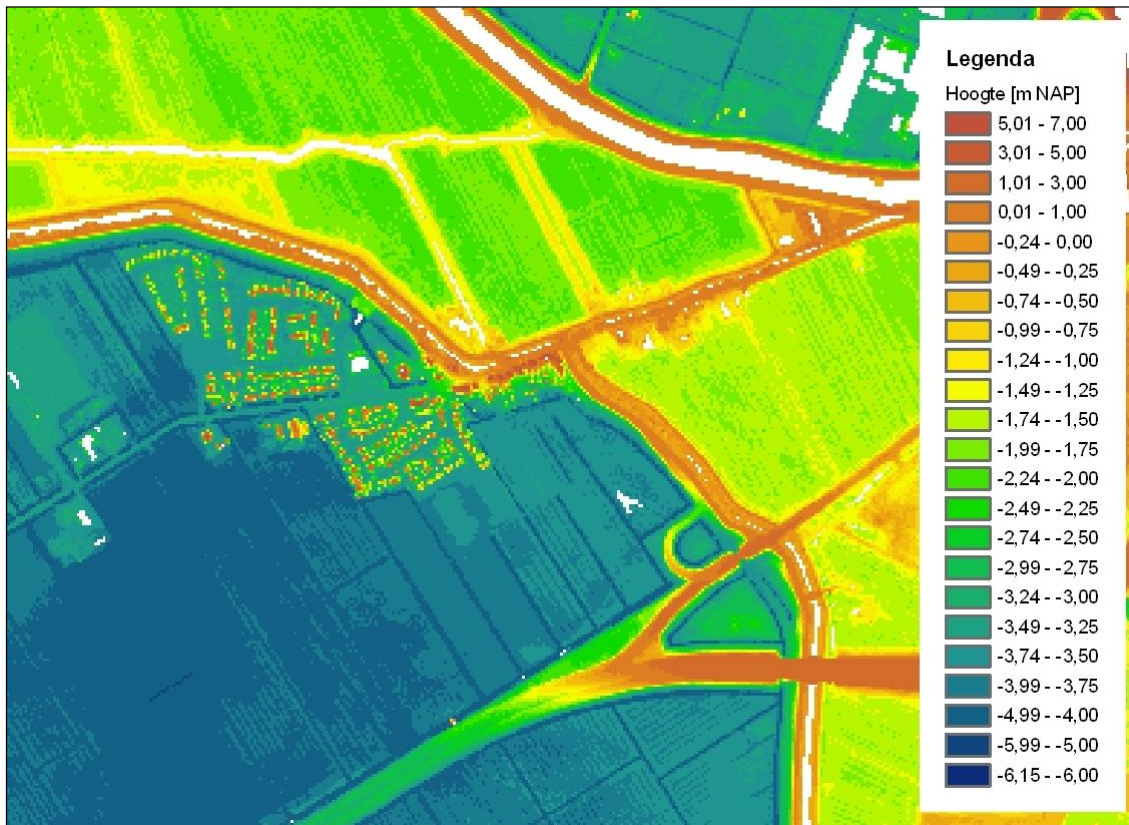 Legenda
Hoogte [m NAP]
5,01 - 7,00
3,01 - 5,00
1,01 - 3,00
0,01 - 1,00
-0,24 - 0,00
-0,49 - -0,25
-0,74 - -0,50
-0,99 - -0,75
-1,24 - -1,00
-1,49 - -1,25
-1,74 - -1,50
-1,99 - -1,75
-2,24 - -2,00
-2,49 - -2,25
-2,74 - -2,50
-2,99 - -2,75
-3,24 - -3,00
-3,49 - -3,25
-3,74 - -3,50
-3,99 - -3,75
-4,99 - -4,00
-5,99 - -5,00
-6,15 - -6,00